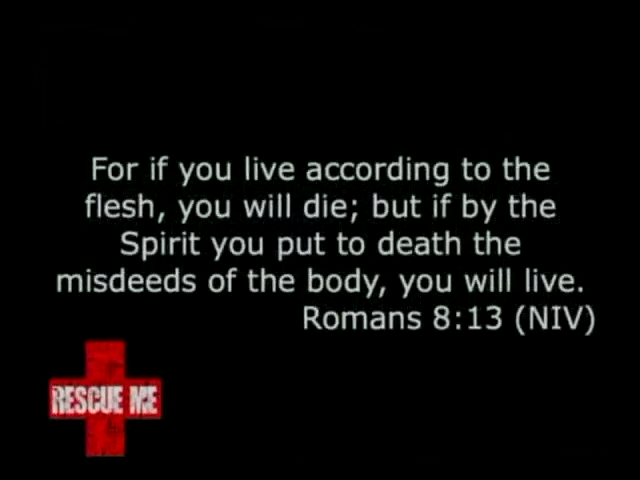 For if you live according to the
flesh, you will die; but if by the
Spirit you put to death the
misdeeds of the body, you will live.
Romans 8:13 (NIV)
RESCUE ME